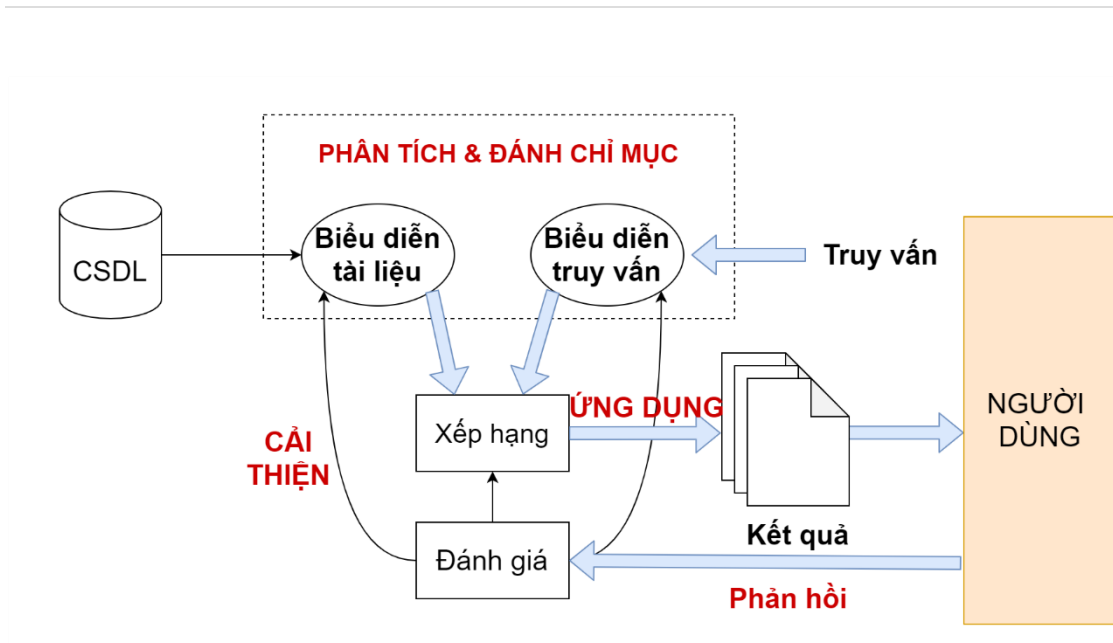 PHÂN TÍCH & ĐÁNH CHỈ MỤC
CSDL
Biểu diễn
tài liệu
Biểu diễn
truy vấn
Truy vấn
Xếp hạng
ỨNG DỤNG
NGƯỜI
DÙNG
CẢI
THIỆN
Kết quả
Đánh giá
Phản hồi